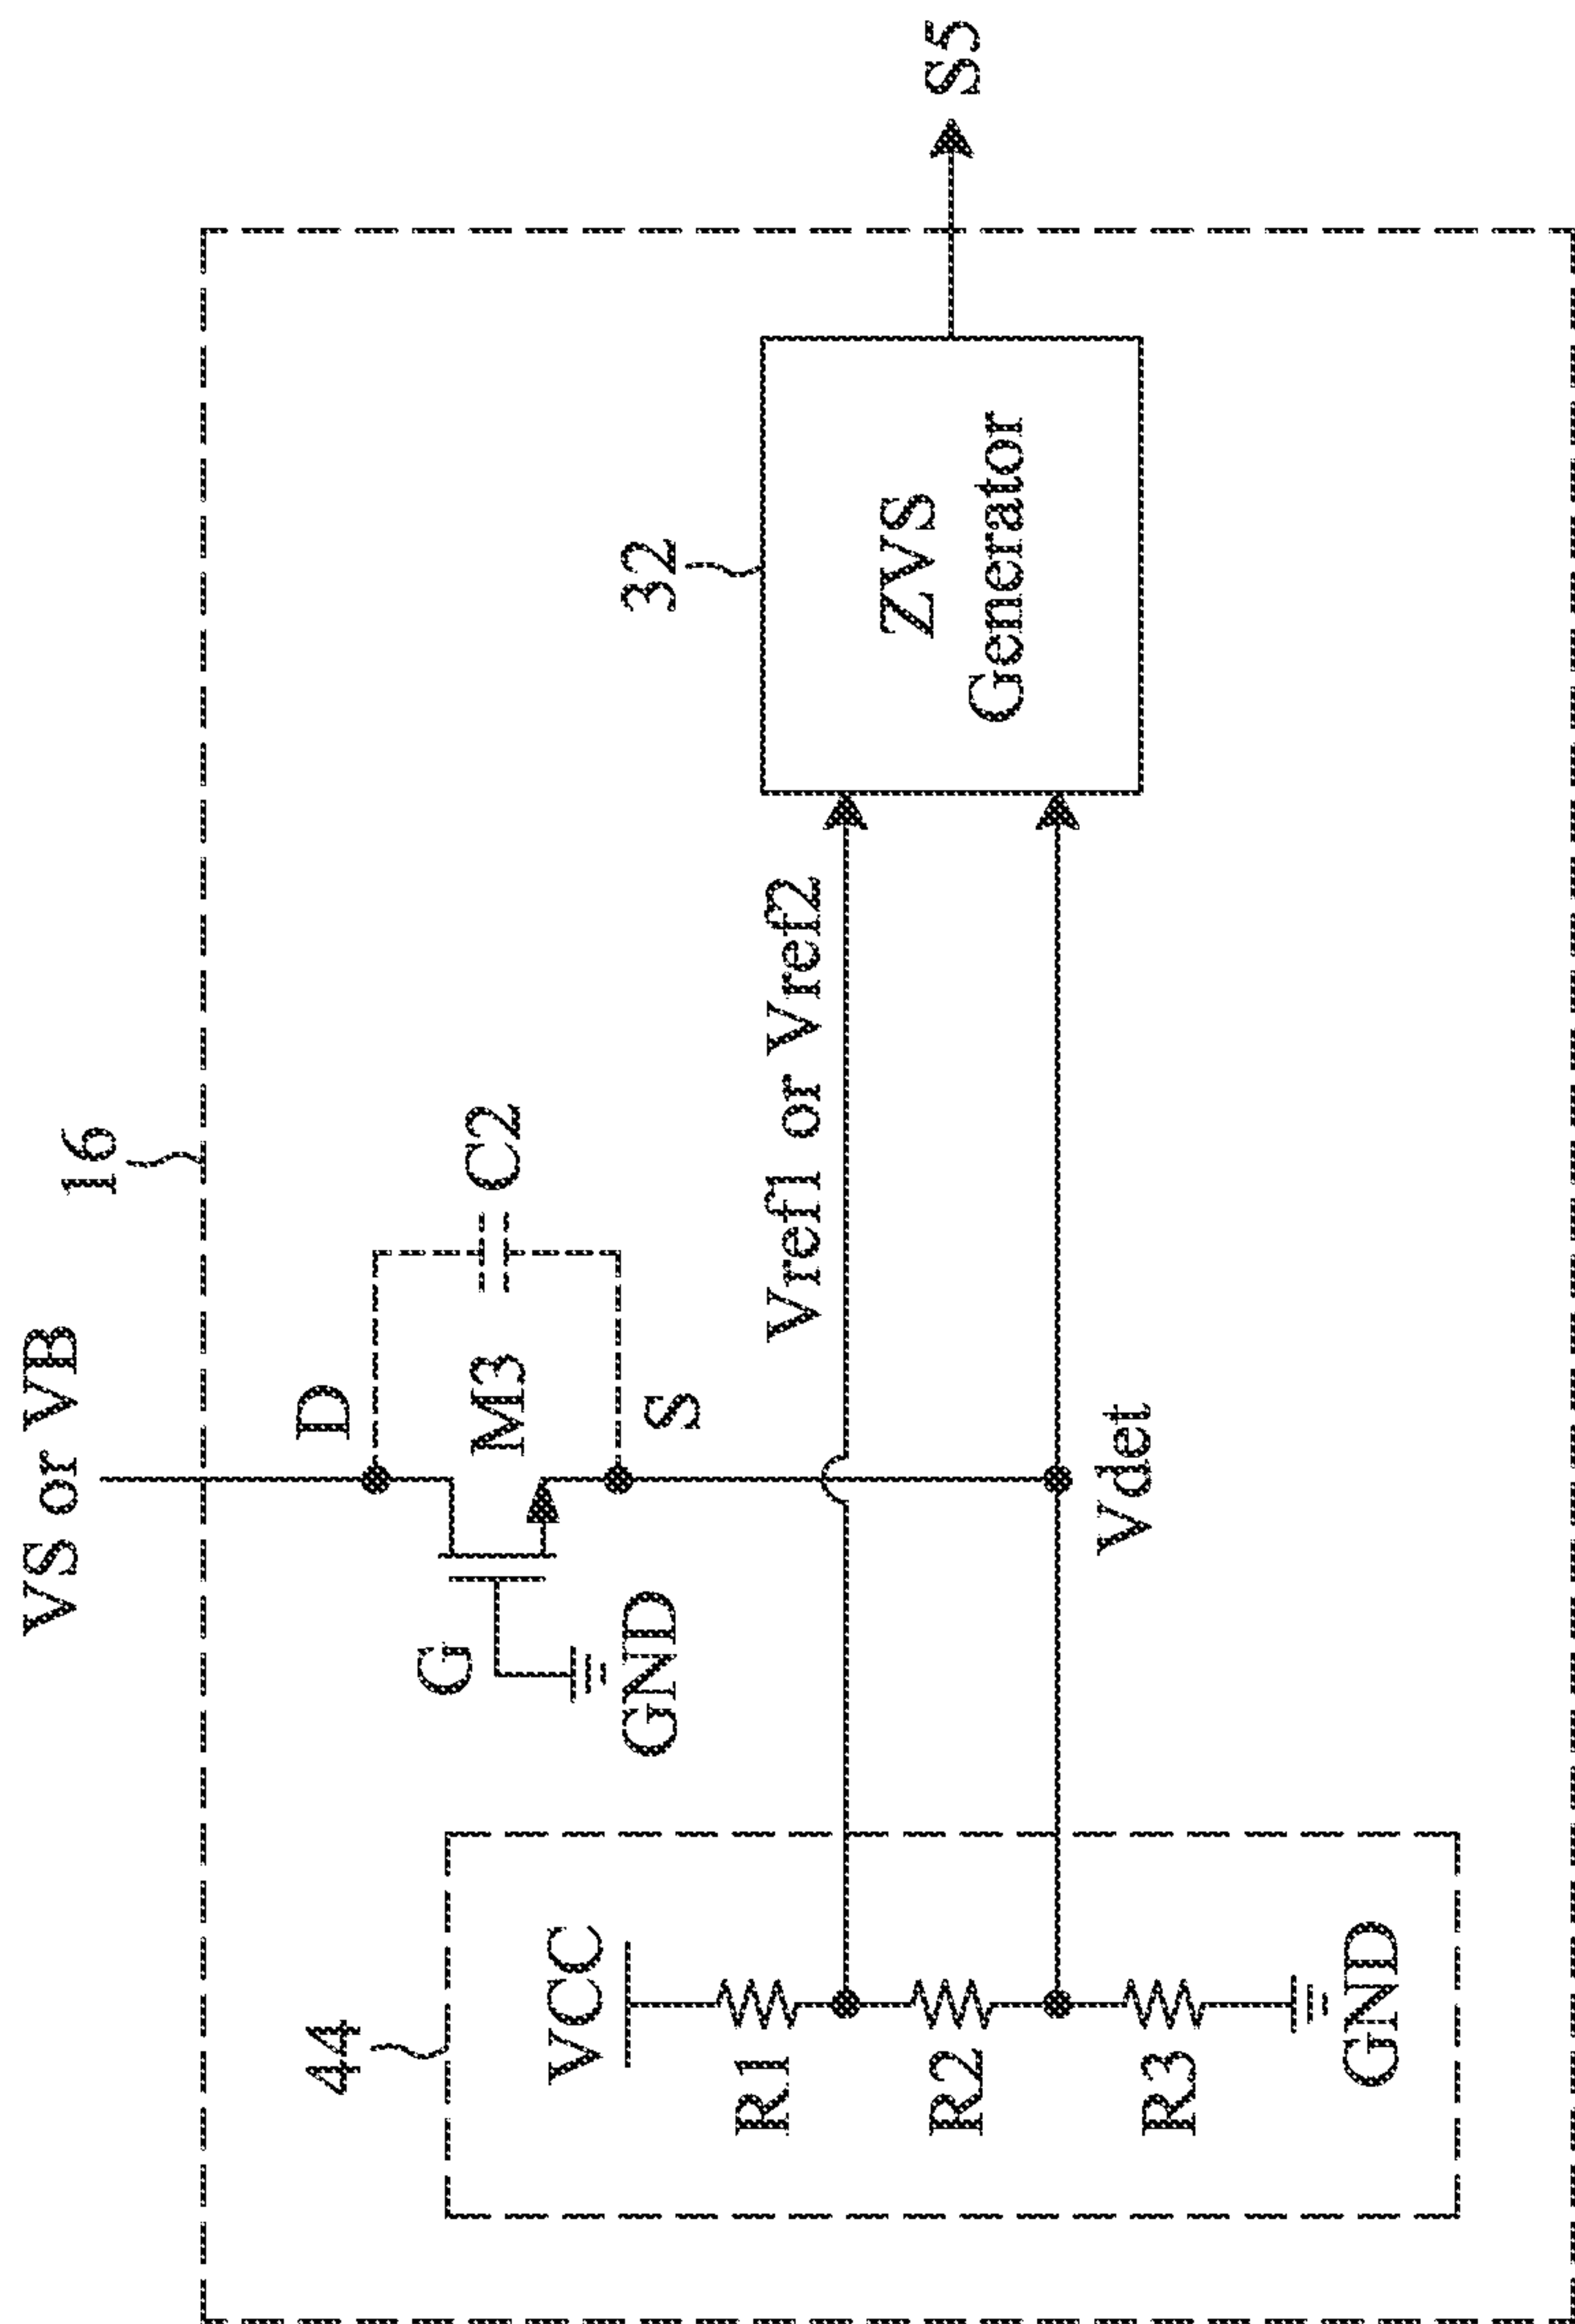 VS or VB
16
D
G
M3
C2
S
GND
44
VCC
R1
R2
R3
GND
Vref1 or Vref2
Vdet
32
ZVS
Generator
S5